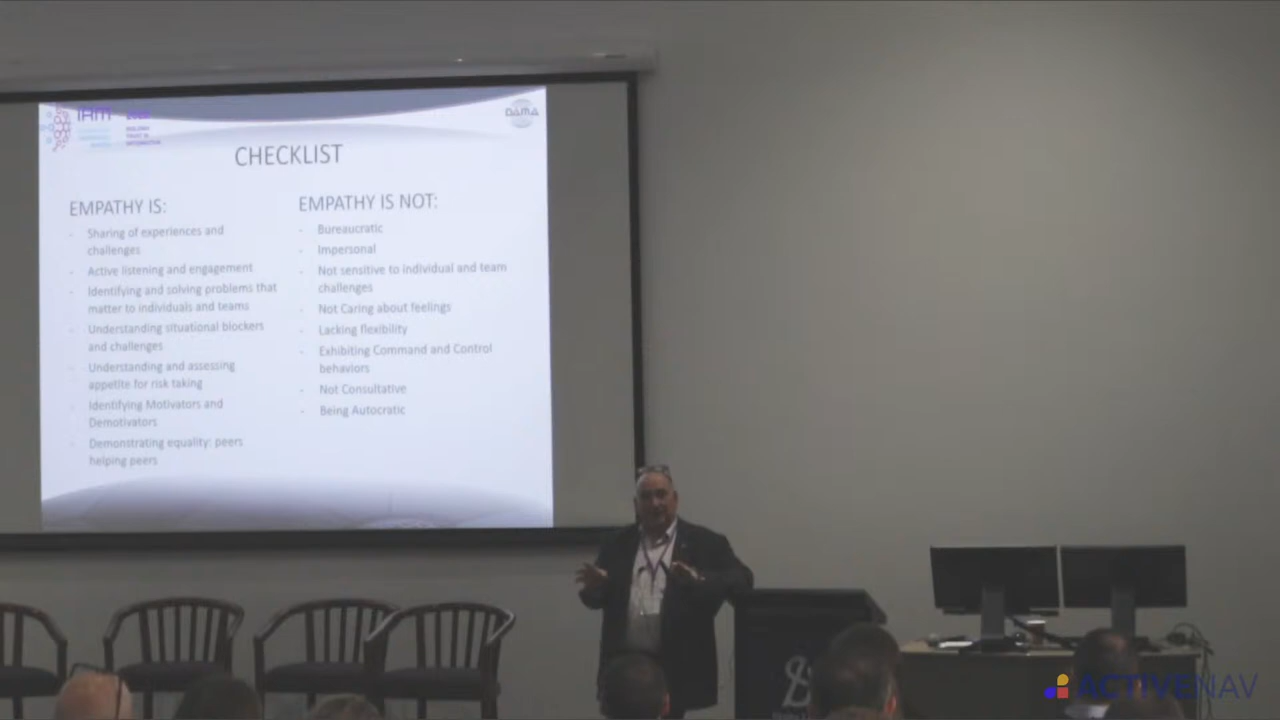 DAMA
CHECKLIST
EMPATHY IS:
- Sharing of experiences and
challenges
- Active listening and engagement
- Identifying and solving problems that
matter to individuals and teams
- Understanding situational blockers
and challenges
- Understanding and assessing
appetite for risk taking
- Identifying Motivators and
Demotivators
- Demonstrating equality: peers
helping peers
EMPATHY IS NOT:
- Bureaucratic
- Impersonal
- Not sensitive to individual and team
challenges
- Not Caring about feelings
- Lacking flexibility
- Exhibiting Command and Control
behaviors
- Not Consultative
- Being Autocratic
ACTIVENAV